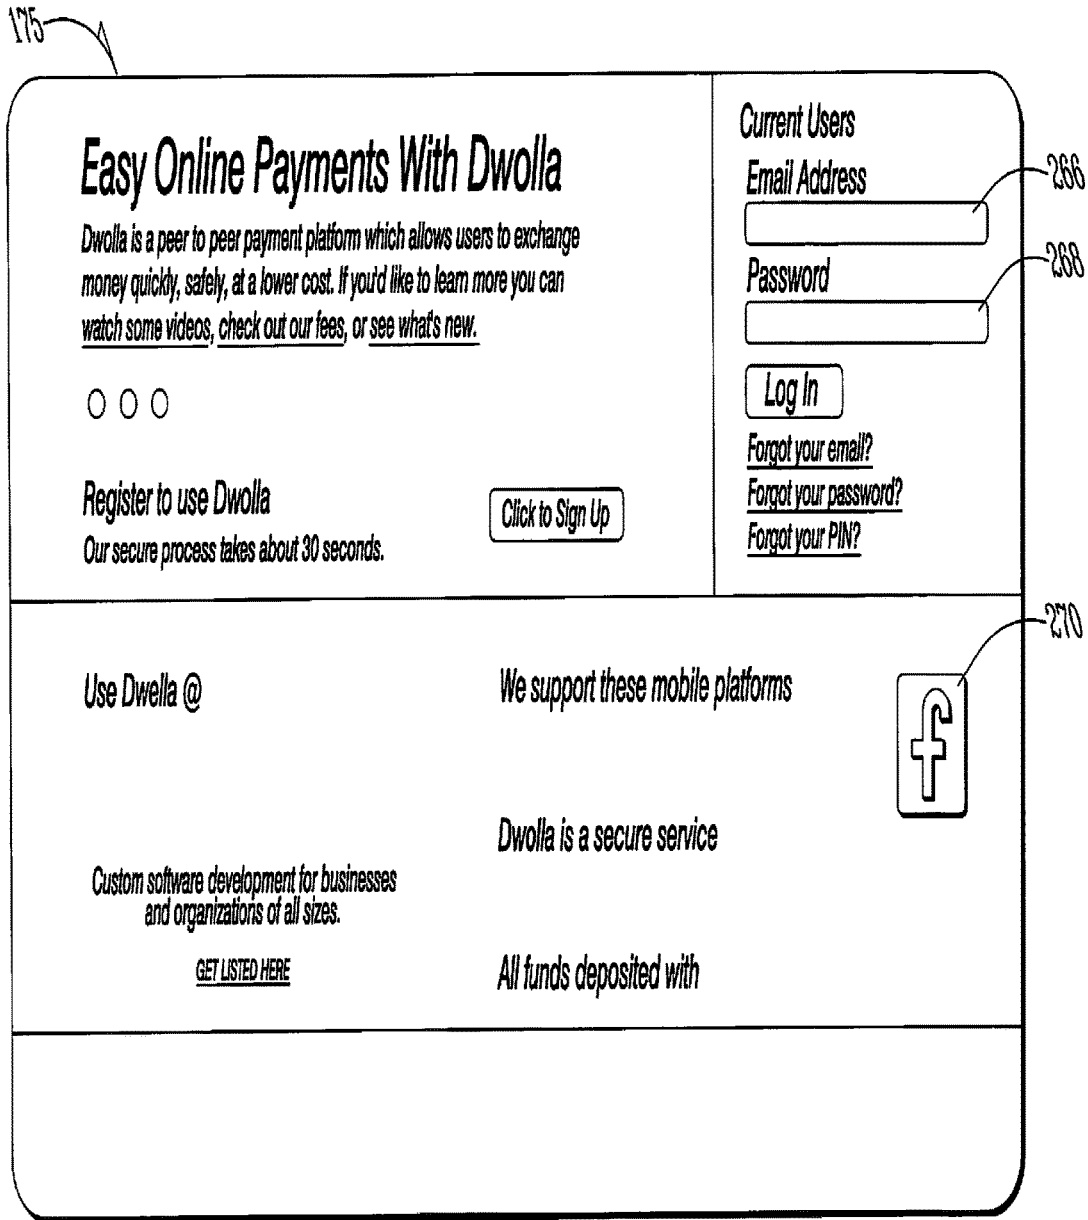 175
Easy Online Payments With Dwolla
Dwolla is a peer to peer payment platform which allows users to exchange
money quickly, safely, at a lower cost. If you'd like to learn more you can
watch some videos, check out our fees, or see what's new.
Register to use Dwolla
Our secure process takes about 30 seconds.
Click to Sign Up
Current Users
Email Address
266
Password
268
Log In
Forgot your email?
Forgot your password?
Forgot your PIN?
270
Use Dwella @
We support these mobile platforms
f
Dwolla is a secure service
Custom software development for businesses
and organizations of all sizes.
GET LISTED HERE
All funds deposited with